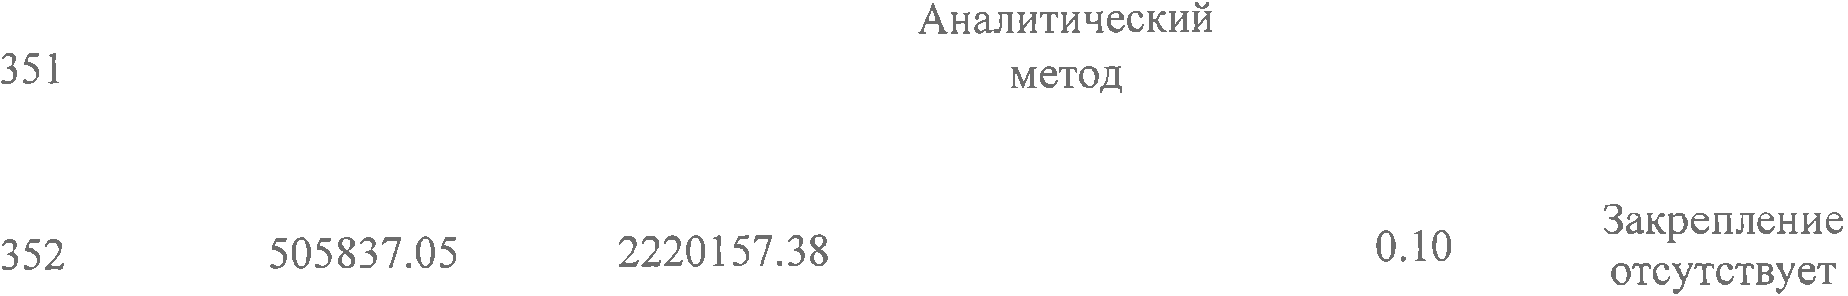 351 Аналитический
метод
352 505837.05 2220157.38 0.10 Закрепление
отсутствует